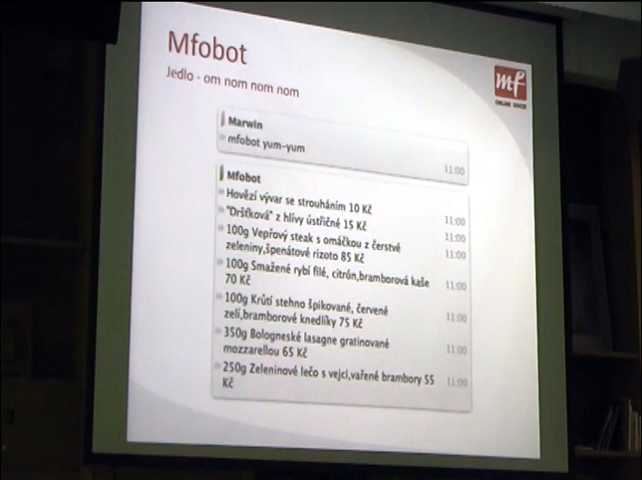 Mfobot
Jedlo - om nom nom nom
mf
ONLINE DIVIZE
Marwin
mfobot yum-yum
11:00
Mfobot
Hovězí vývar se strouháním 10 Kč
11:00
"Dršťková" z hlívy ústřičné 15 Kč
11:00
100g Vepřový steak s omáčkou z čerstvé
11:00
zeleniny,špenátové rizoto 85 Kč
100g Smažené rybí filé, citrón,bramborová kaše
11:00
70 Kč
100g Krůtí stehno špikované, červené
11:00
zelí,bramborové knedlíky 75 Kč
350g Bologneské lasagne gratinované
11:00
mozzarellou 65 Kč
250g Zeleninové lečo s vejci,vařené brambory 55
11:00
Kč
2